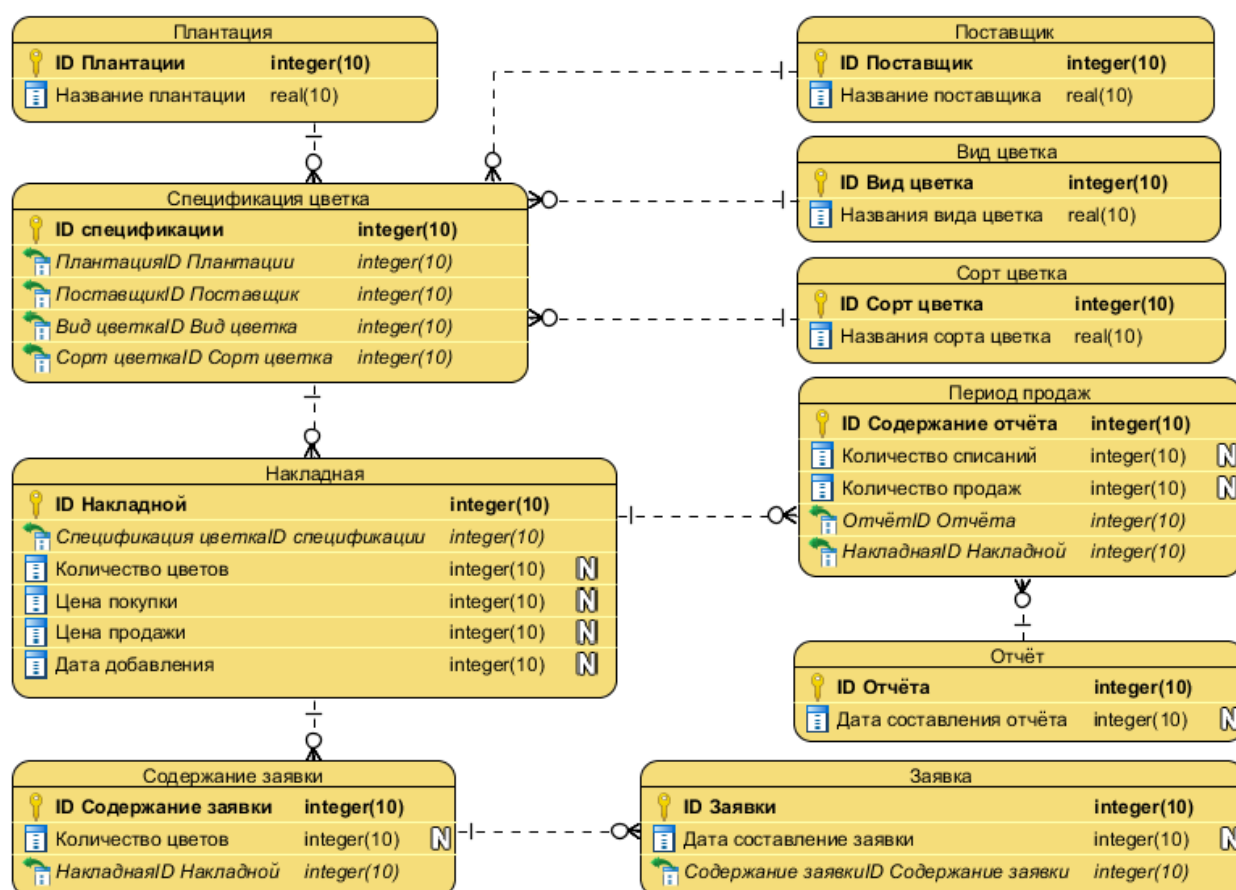 Плантация
ID Плантации integer(10)
Название плантации real(10)
Поставщик
ID Поставщик integer(10)
Название поставщика real(10)
Вид цветка
ID Вид цветка integer(10)
Названия вида цветка real(10)
Спецификация цветка
ID спецификации integer(10)
ПлантацияID Плантации integer(10)
ПоставщикID Поставщик integer(10)
Вид цветкаID Вид цветка integer(10)
Сорт цветкаID Сорт цветка integer(10)
Сорт цветка
ID Сорт цветка integer(10)
Названия сорта цветка real(10)
Период продаж
ID Содержание отчёта integer(10)
Количество списаний integer(10) N
Количество продаж integer(10) N
ОтчётID Отчёта integer(10)
НакладнаяID Накладной integer(10)
Накладная
ID Накладной integer(10)
Спецификация цветкаID спецификации integer(10)
Количество цветов integer(10) N
Цена покупки integer(10) N
Цена продажи integer(10) N
Дата добавления integer(10) N
Отчёт
ID Отчёта integer(10)
Дата составления отчёта integer(10) N
Содержание заявки
ID Содержание заявки integer(10)
Количество цветов integer(10) N
НакладнаяID Накладной integer(10)
Заявка
ID Заявки integer(10)
Дата составление заявки integer(10) N
Содержание заявкиID Содержание заявки integer(10)